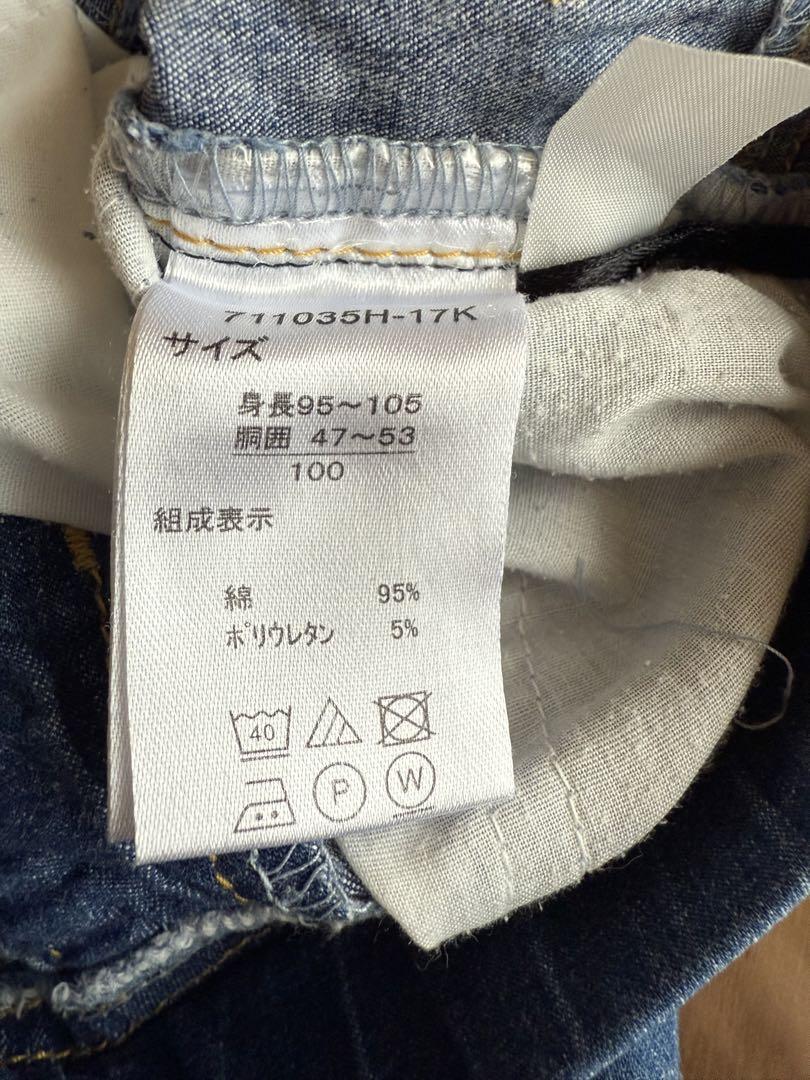 711035H-17K
サイズ
身長95～105
胴囲 47～53
100
組成表示
綿 95%
ポリウレタン 5%
40
P W